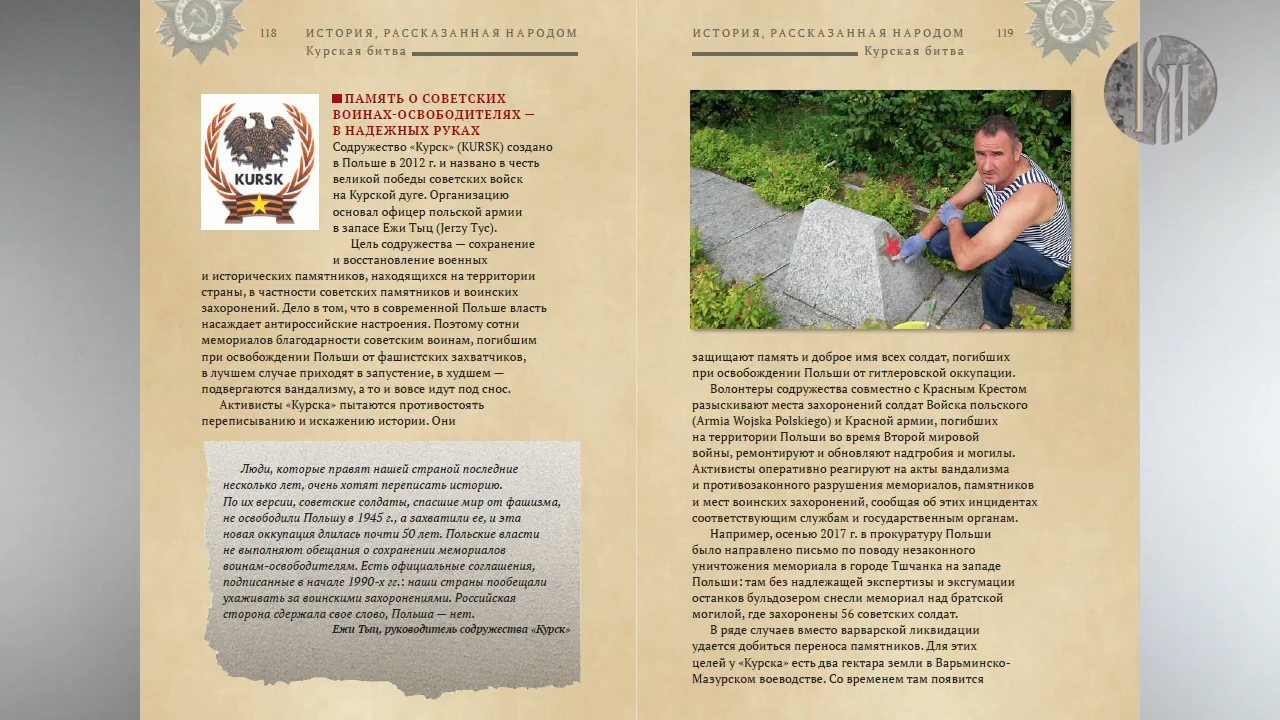 118
ИСТОРИЯ, РАССКАЗАННАЯ НАРОДОМ
Курская битва
KURSK
ПАМЯТЬ О СОВЕТСКИХ
ВОИНАХ-ОСВОБОДИТЕЛЯХ —
В НАДЕЖНЫХ РУКАХ
Содружество «Курск» (KURSK) создано
в Польше в 2012 г. и названо в честь
великой победы советских войск
на Курской дуге. Организацию
основал офицер польской армии
в запасе Ежи Тыц (Jerzy Tyc).
Цель содружества — сохранение
и восстановление военных
и исторических памятников, находящихся на территории
страны, в частности советских памятников и воинских
захоронений. Дело в том, что в современной Польше власть
насаждает антироссийские настроения. Поэтому сотни
мемориалов благодарности советским воинам, погибшим
при освобождении Польши от фашистских захватчиков,
в лучшем случае приходят в запустение, в худшем —
подвергаются вандализму, а то и вовсе идут под снос.
Активисты «Курска» пытаются противостоять
переписыванию и искажению истории. Они
Люди, которые правят нашей страной последние
несколько лет, очень хотят переписать историю.
По их версии, советские солдаты, спасшие мир от фашизма,
не освободили Польшу в 1945 г., а захватили ее, и эта
новая оккупация длилась почти 50 лет. Польские власти
не выполняют обещания о сохранении мемориалов
воинам-освободителям. Есть официальные соглашения,
подписанные в начале 1990-х гг.: наши страны пообещали
ухаживать за воинскими захоронениями. Российская
сторона сдержала свое слово, Польша — нет.
Ежи Тыц, руководитель содружества «Курск»
ИСТОРИЯ, РАССКАЗАННАЯ НАРОДОМ
119
Курская битва
защищают память и доброе имя всех солдат, погибших
при освобождении Польши от гитлеровской оккупации.
Волонтеры содружества совместно с Красным Крестом
разыскивают места захоронений солдат Войска польского
(Armia Wojska Polskiego) и Красной армии, погибших
на территории Польши во время Второй мировой
войны, ремонтируют и обновляют надгробия и могилы.
Активисты оперативно реагируют на акты вандализма
и противозаконного разрушения мемориалов, памятников
и мест воинских захоронений, сообщая об этих инцидентах
соответствующим службам и государственным органам.
Например, осенью 2017 г. в прокуратуру Польши
было направлено письмо по поводу незаконного
уничтожения мемориала в городе Тшчанка на западе
Польши: там без надлежащей экспертизы и эксгумации
останков бульдозером снесли мемориал над братской
могилой, где захоронены 56 советских солдат.
В ряде случаев вместо варварской ликвидации
удается добиться переноса памятников. Для этих
целей у «Курска» есть два гектара земли в Варьминско-
Мазурском воеводстве. Со временем там появится